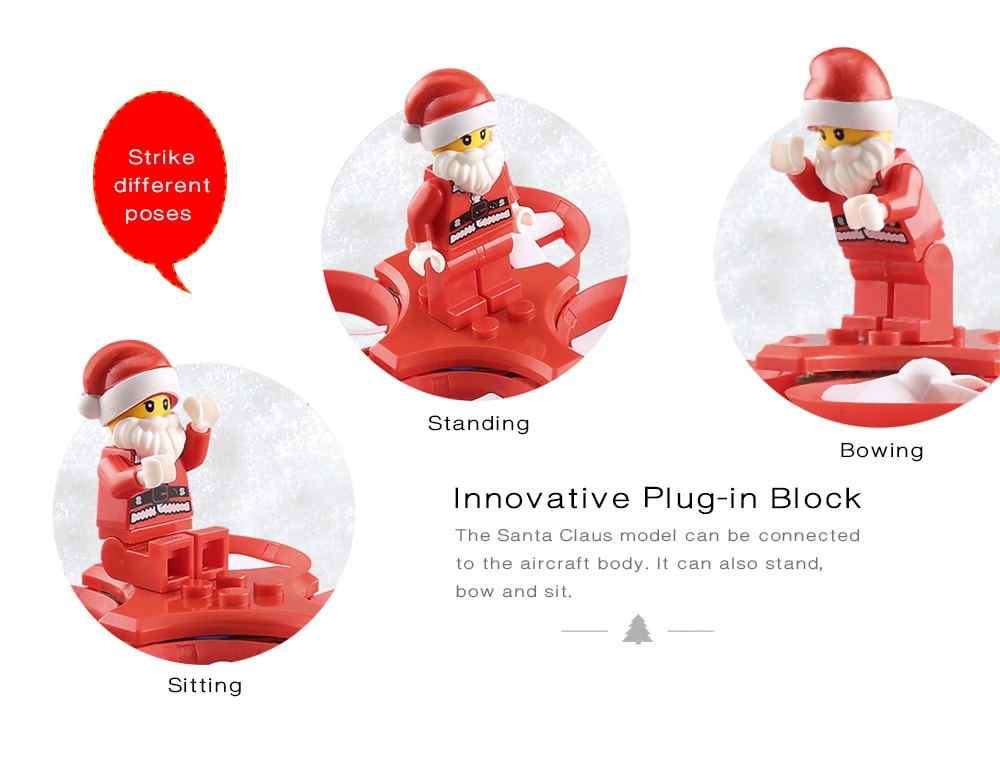 Strike
different
poses
Standing
Bowing
Innovative Plug-in Block
The Santa Claus model can be connected
to the aircraft body. It can also stand,
bow and sit.
Sitting